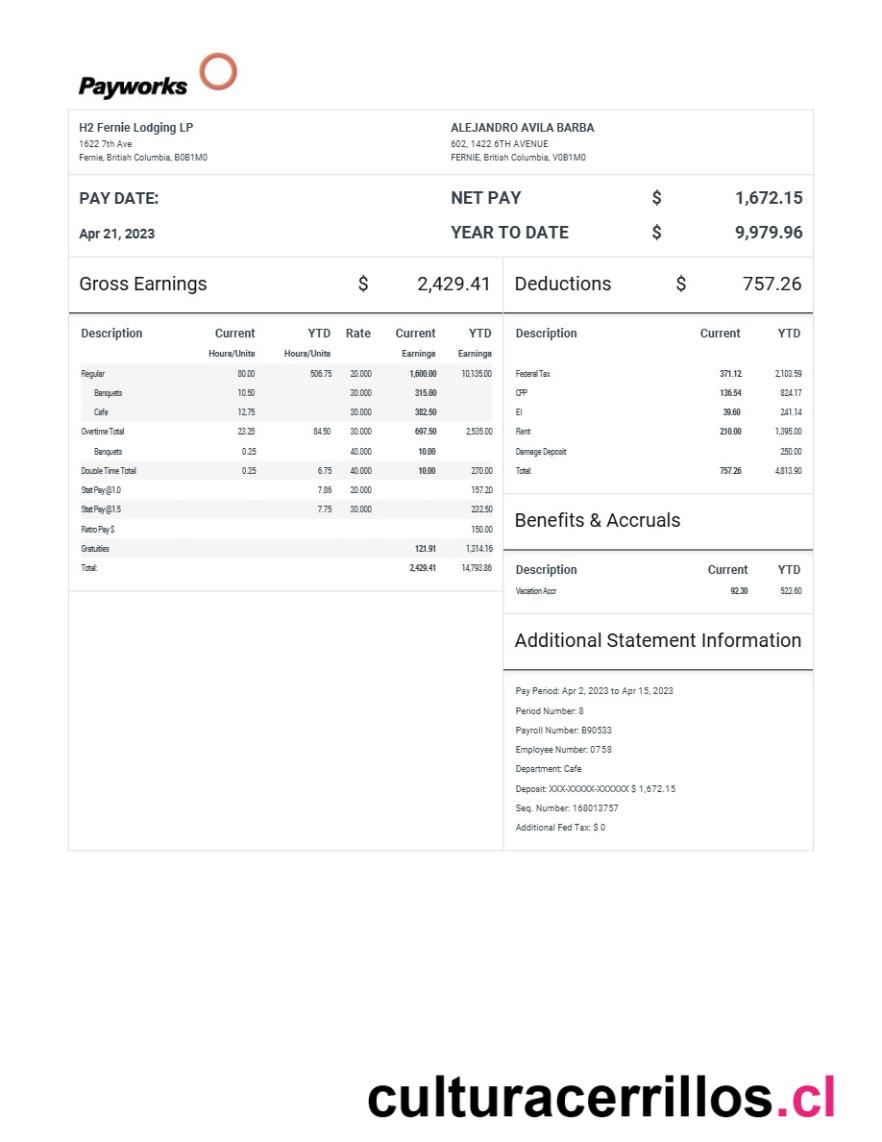 Payworks
H2 Fernie Lodging LP
1622 7th Ave
Fernie, British Columbia, B0B1M0
ALEJANDRO AVILA BARBA
602, 1422 6TH AVENUE
FERNIE, British Columbia, V0B1M0
PAY DATE:
Apr 21, 2023
NET PAY $ 1,672.15
YEAR TO DATE $ 9,979.96
Gross Earnings $ 2,429.41
Description Current YTD Rate Current YTD
Hours/Units Hours/Units Earnings Earnings
Regular 80.00 506.75 20.000 1,600.00 10,135.00
Banquets 10.50 30.000 315.00
Cafe 12.75 30.000 382.50
Overtime Total 23.25 84.50 30.000 697.50 2,535.00
Banquets 0.25 40.000 10.00
Double Time Total 0.25 6.75 40.000 10.00 270.00
Stat Pay @1.0 7.86 20.000 157.20
Stat Pay @1.5 7.75 30.000 232.50
Retro Pay $ 150.00
Gratuities 121.91 1,314.16
Total: 2,429.41 14,793.86
Deductions $ 757.26
Description Current YTD
Federal Tax 371.12 2,103.59
CPP 136.54 824.17
EI 39.60 241.14
Rent 210.00 1,395.00
Damage Deposit 250.00
Total: 757.26 4,813.90
Benefits & Accruals
Description Current YTD
Vacation Accr 92.30 523.60
Additional Statement Information
Pay Period: Apr 2, 2023 to Apr 15, 2023
Period Number: 8
Payroll Number: B90533
Employee Number: 0758
Department: Cafe
Deposit: XXX-XXXXX-XXXXXX $ 1,672.15
Seq. Number: 168013757
Additional Fed Tax: $ 0
culturacerrillos.cl